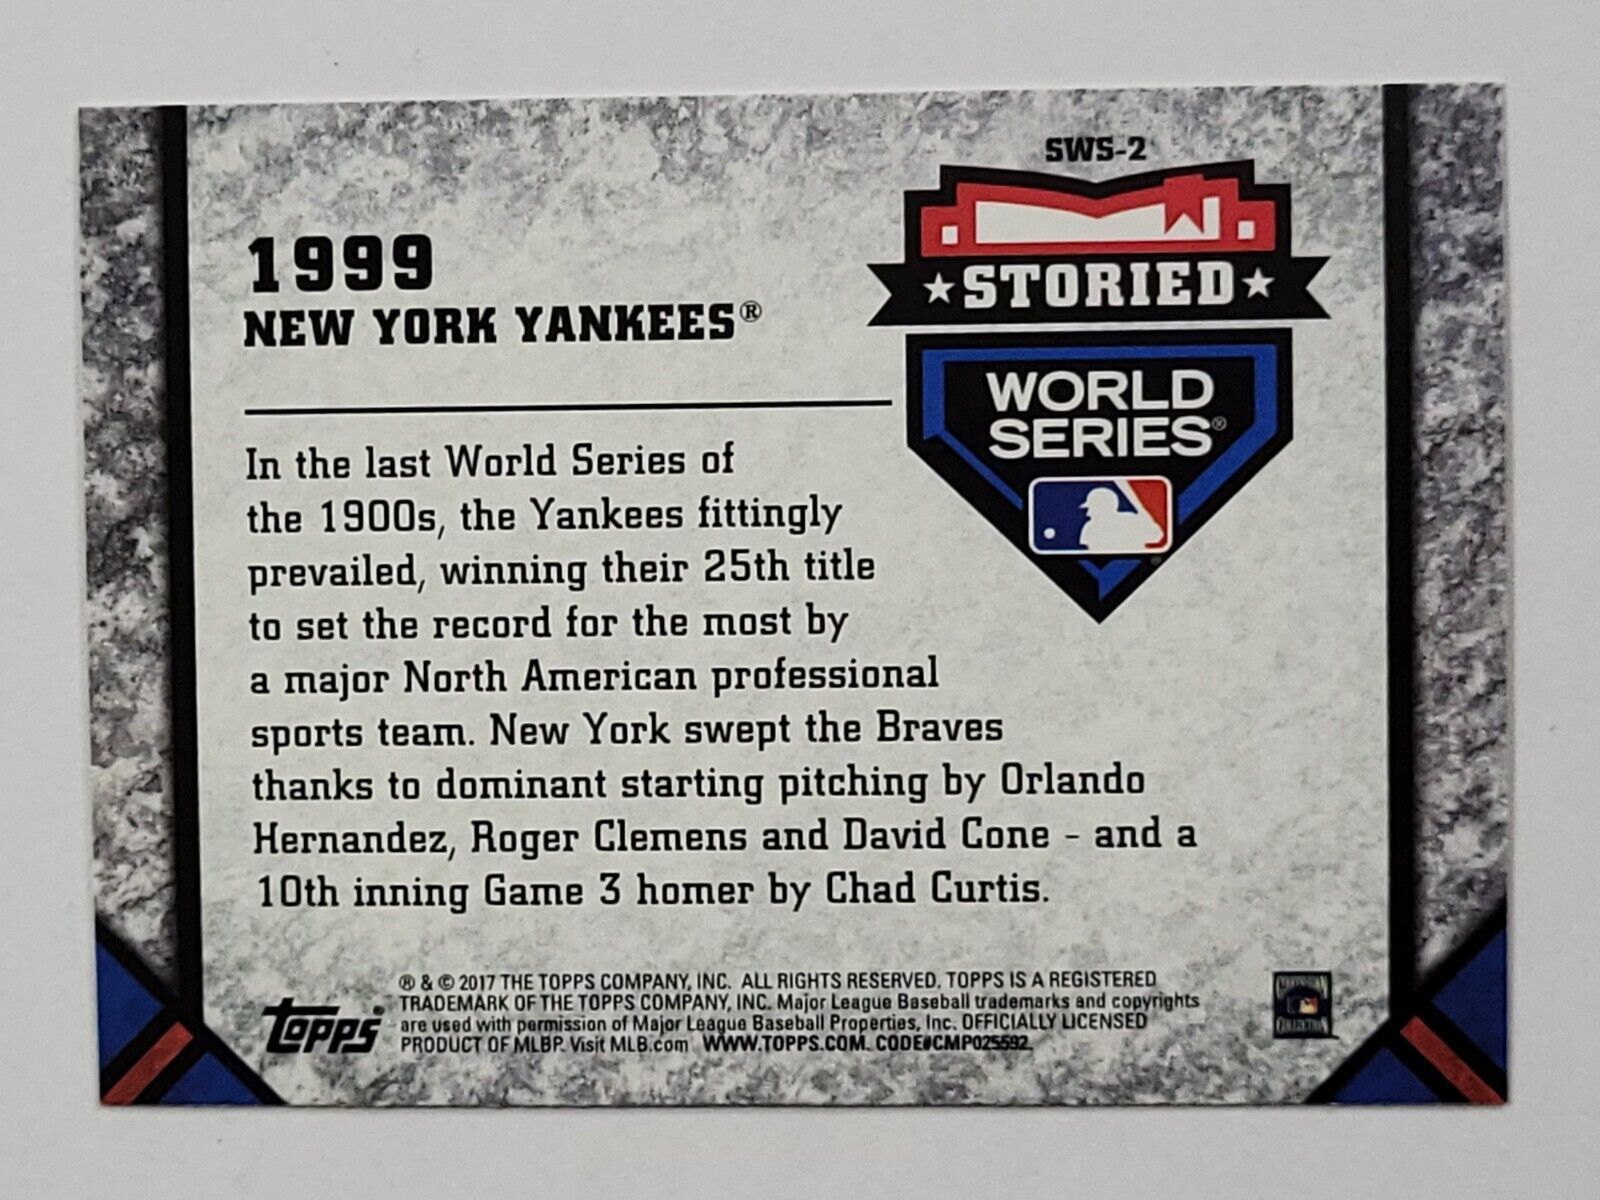 SWS-2
1999
NEW YORK YANKEES®
★STORIED★
WORLD
SERIES®
In the last World Series of
the 1900s, the Yankees fittingly
prevailed, winning their 25th title
to set the record for the most by
a major North American professional
sports team. New York swept the Braves
thanks to dominant starting pitching by Orlando
Hernandez, Roger Clemens and David Cone - and a
10th inning Game 3 homer by Chad Curtis.
® & © 2017 THE TOPPS COMPANY, INC. ALL RIGHTS RESERVED. TOPPS IS A REGISTERED
TRADEMARK OF THE TOPPS COMPANY, INC. Major League Baseball trademarks and copyrights
are used with permission of Major League Baseball Properties, Inc. OFFICIALLY LICENSED
PRODUCT OF MLBP. Visit MLB.com WWW.TOPPS.COM. CODE#CMP025592
Topps®
COLLECTION